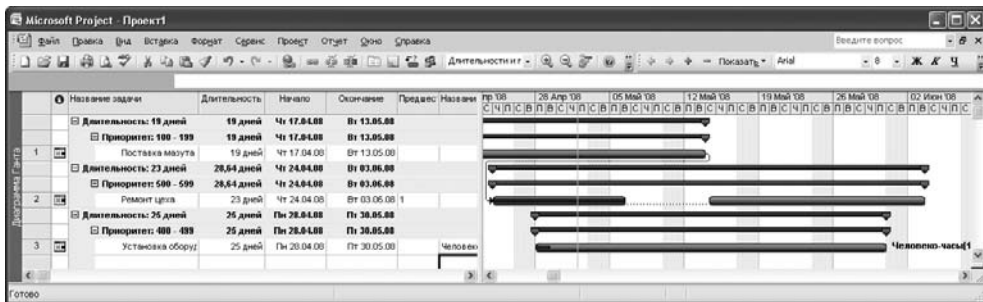 Microsoft Project - Проект1
Файл Правка Вид Вставка Формат Сервис Проект Отчет Окно Справка
Введите вопрос
Длительности и г Показать Arial 8 Ж К Ч
Название задачи Длительность Начало Окончание Предшес Названи
пр '08 28 Апр '08 05 Май '08 12 Май '08 19 Май '08 26 Май '08 02 Июн '08
С Ч П С В П В С Ч П С В П В С Ч П С В П В С Ч П С В П В С Ч П С В П В С Ч П С В П В С Ч П С
Длительность: 19 дней 19 дней Чт 17.04.08 Вт 13.05.08
Приоритет: 100 - 199 19 дней Чт 17.04.08 Вт 13.05.08
1 Поставка мазута 19 дней Чт 17.04.08 Вт 13.05.08
Длительность: 23 дней 28,64 дней Чт 24.04.08 Вт 03.06.08
Приоритет: 500 - 599 28,64 дней Чт 24.04.08 Вт 03.06.08
2 Ремонт цеха 23 дней Чт 24.04.08 Вт 03.06.08 1
Длительность: 25 дней 25 дней Пн 28.04.08 Пт 30.05.08
Приоритет: 400 - 499 25 дней Пн 28.04.08 Пт 30.05.08
3 Установка оборуд 25 дней Пн 28.04.08 Пт 30.05.08 Человек
Человеко-часы[1
Диаграмма Ганта
Готово